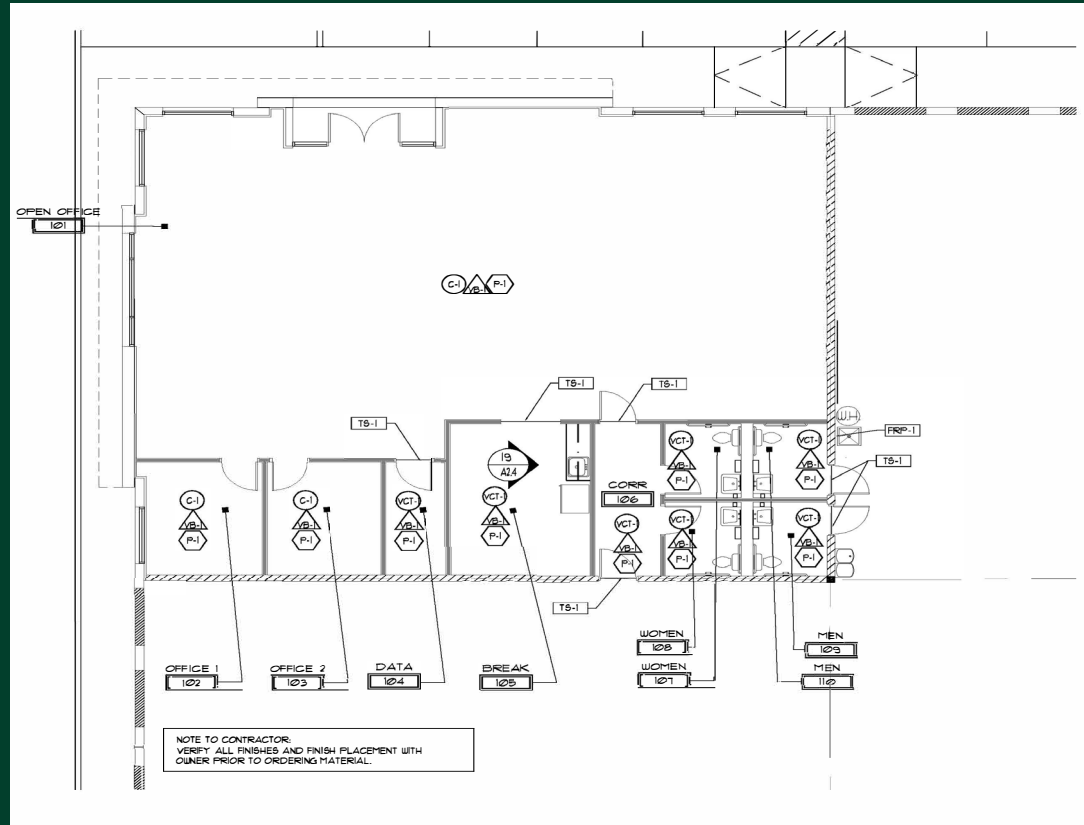 OPEN OFFICE
101
C-1
VB-1
P-1
TS-1
TS-1
TS-1
W.H.
FRP-1
TS-1
19
A2.4
CORR
106
C-1
VB-1
P-1
C-1
VB-1
P-1
VCT-1
VB-1
P-1
VCT-1
VB-1
P-1
VCT-1
VB-1
P-1
VCT-1
VB-1
P-1
VCT-1
VB-1
P-1
VCT-1
VB-1
P-1
VCT-1
VB-1
P-1
TS-1
OFFICE 1
102
OFFICE 2
103
DATA
104
BREAK
105
WOMEN
108
WOMEN
107
MEN
109
MEN
110
NOTE TO CONTRACTOR:
VERIFY ALL FINISHES AND FINISH PLACEMENT WITH
OWNER PRIOR TO ORDERING MATERIAL.